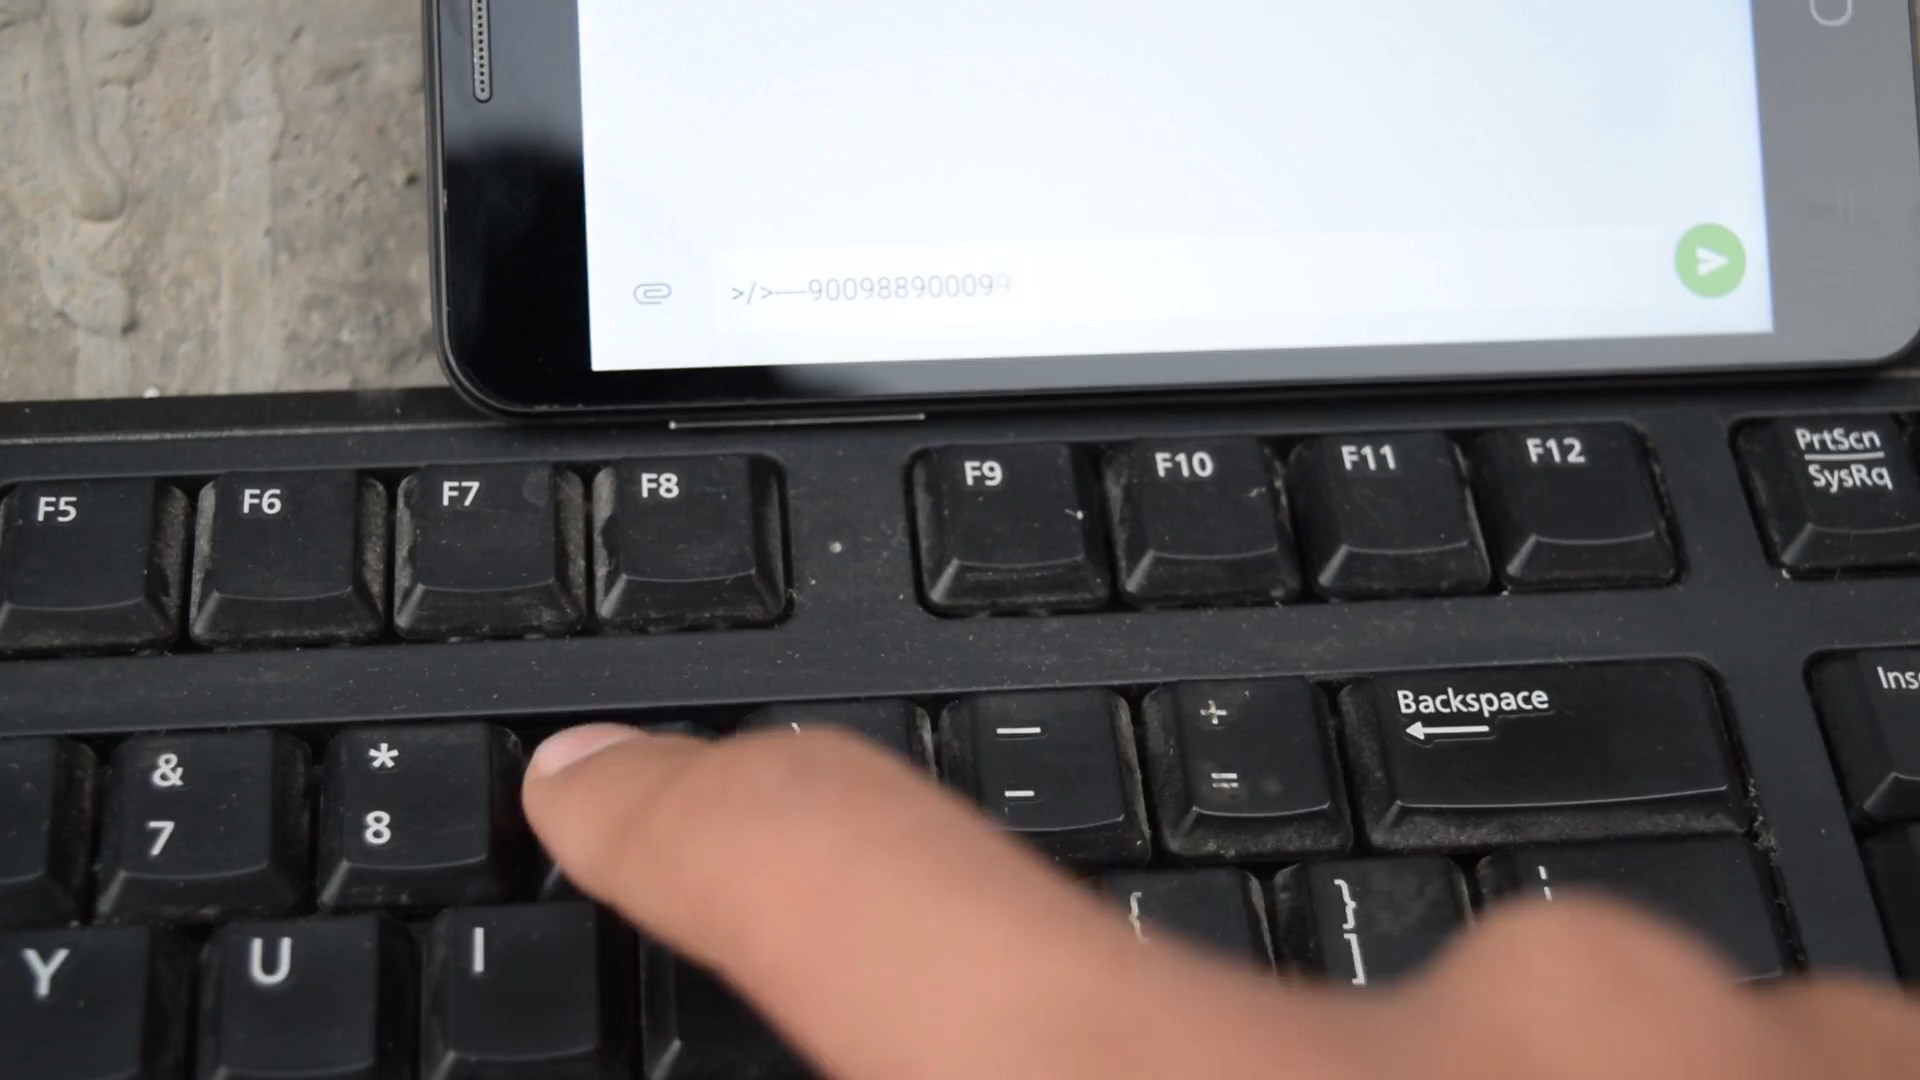 >/>—900988900099
F5 F6 F7 F8 F9 F10 F11 F12 PrtScn
SysRq
& * — + Backspace
7 8 - =
Y U I { }
]